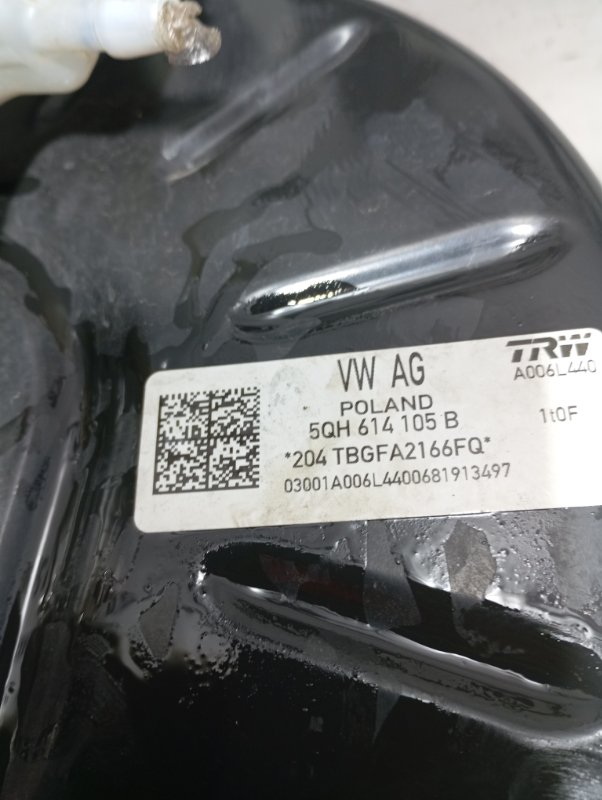 VW AG
TRW
POLAND
A006L440
5QH 614 105 B
1t0F
*204 TBGFA2166FQ*
03001A006L4400681913497